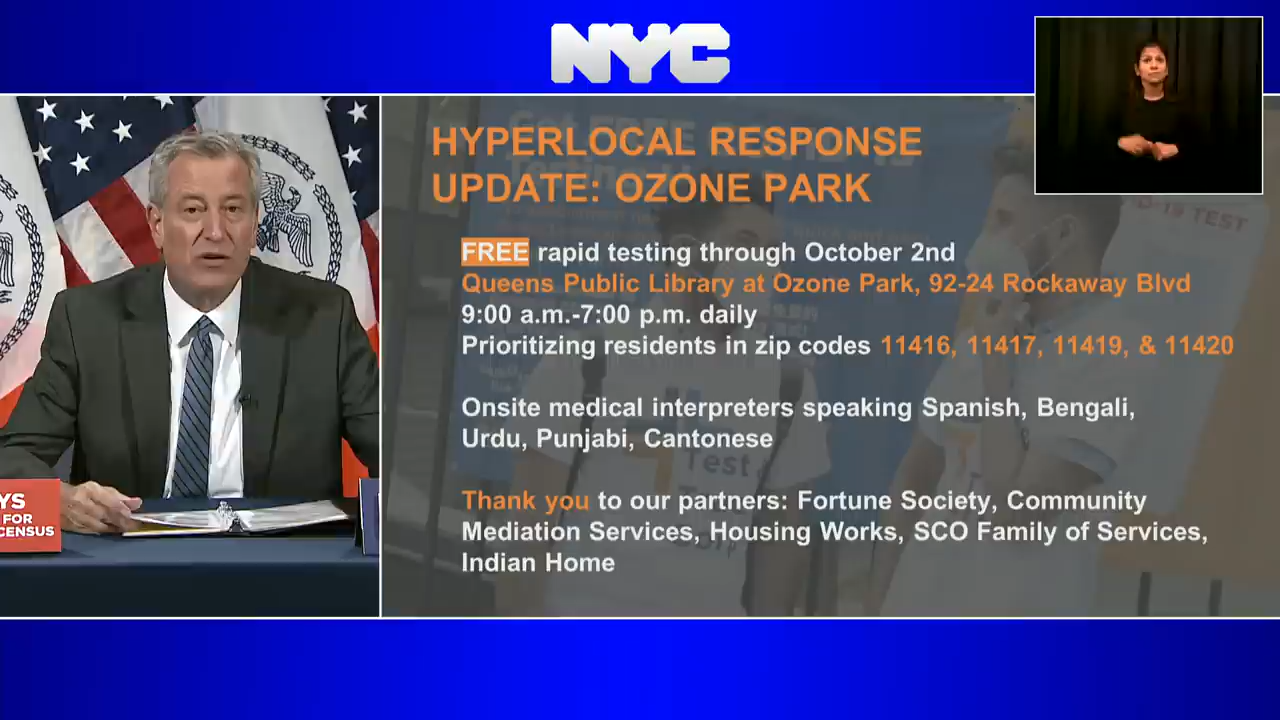 NYC
HYPERLOCAL RESPONSE
UPDATE: OZONE PARK
FREE rapid testing through October 2nd
Queens Public Library at Ozone Park, 92-24 Rockaway Blvd
9:00 a.m.-7:00 p.m. daily
Prioritizing residents in zip codes 11416, 11417, 11419, & 11420
Onsite medical interpreters speaking Spanish, Bengali,
Urdu, Punjabi, Cantonese
Thank you to our partners: Fortune Society, Community
Mediation Services, Housing Works, SCO Family of Services,
Indian Home
YS
FOR
CENSUS
D-19 TEST
Test